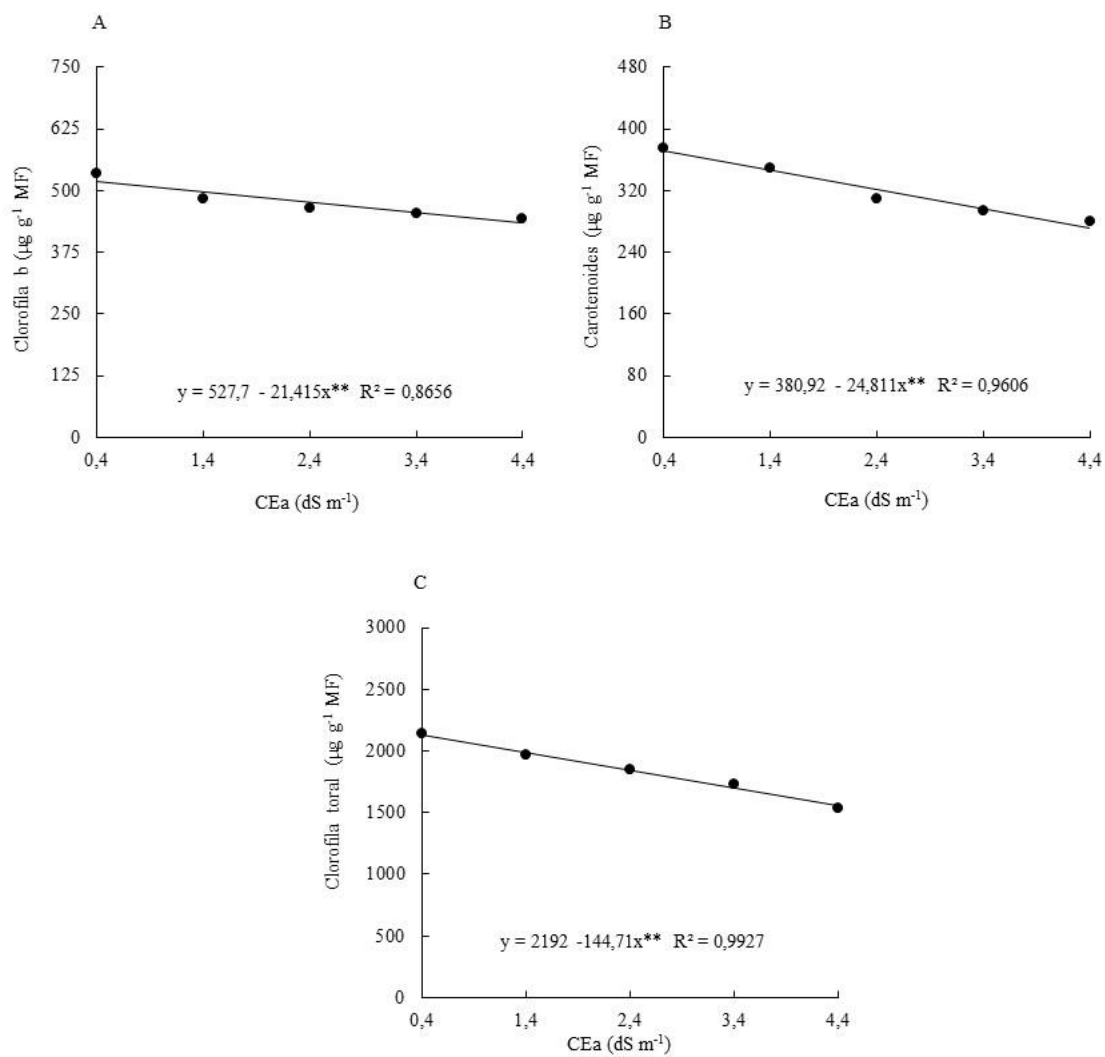 A
Clorofila b (µg g⁻¹ MF)
750
625
500
375
250
125
0
y = 527,7 - 21,415x** R² = 0,8656
0,4 1,4 2,4 3,4 4,4
CEa (dS m⁻¹)
B
Carotenoides (µg g⁻¹ MF)
480
400
320
240
160
80
0
y = 380,92 - 24,811x** R² = 0,9606
0,4 1,4 2,4 3,4 4,4
CEa (dS m⁻¹)
C
Clorofila toral (µg g⁻¹ MF)
3000
2500
2000
1500
1000
500
0
y = 2192 -144,71x** R² = 0,9927
0,4 1,4 2,4 3,4 4,4
CEa (dS m⁻¹)